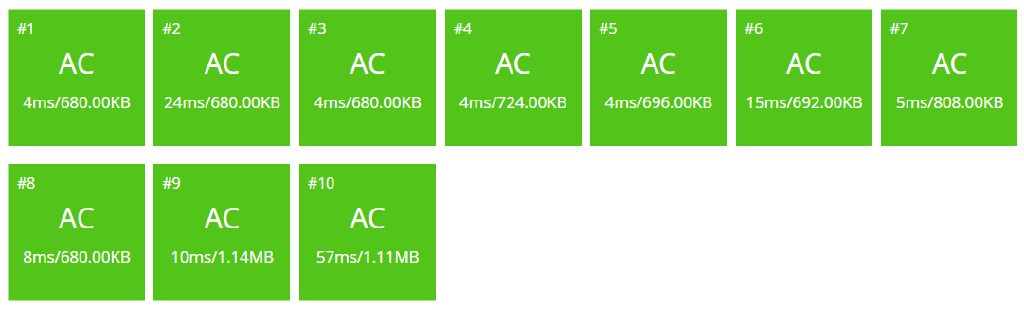 #1 #2 #3 #4 #5 #6 #7
AC AC AC AC AC AC AC
4ms/680.00KB 24ms/680.00KB 4ms/680.00KB 4ms/724.00KB 4ms/696.00KB 15ms/692.00KB 5ms/808.00KB
#8 #9 #10
AC AC AC
8ms/680.00KB 10ms/1.14MB 57ms/1.11MB